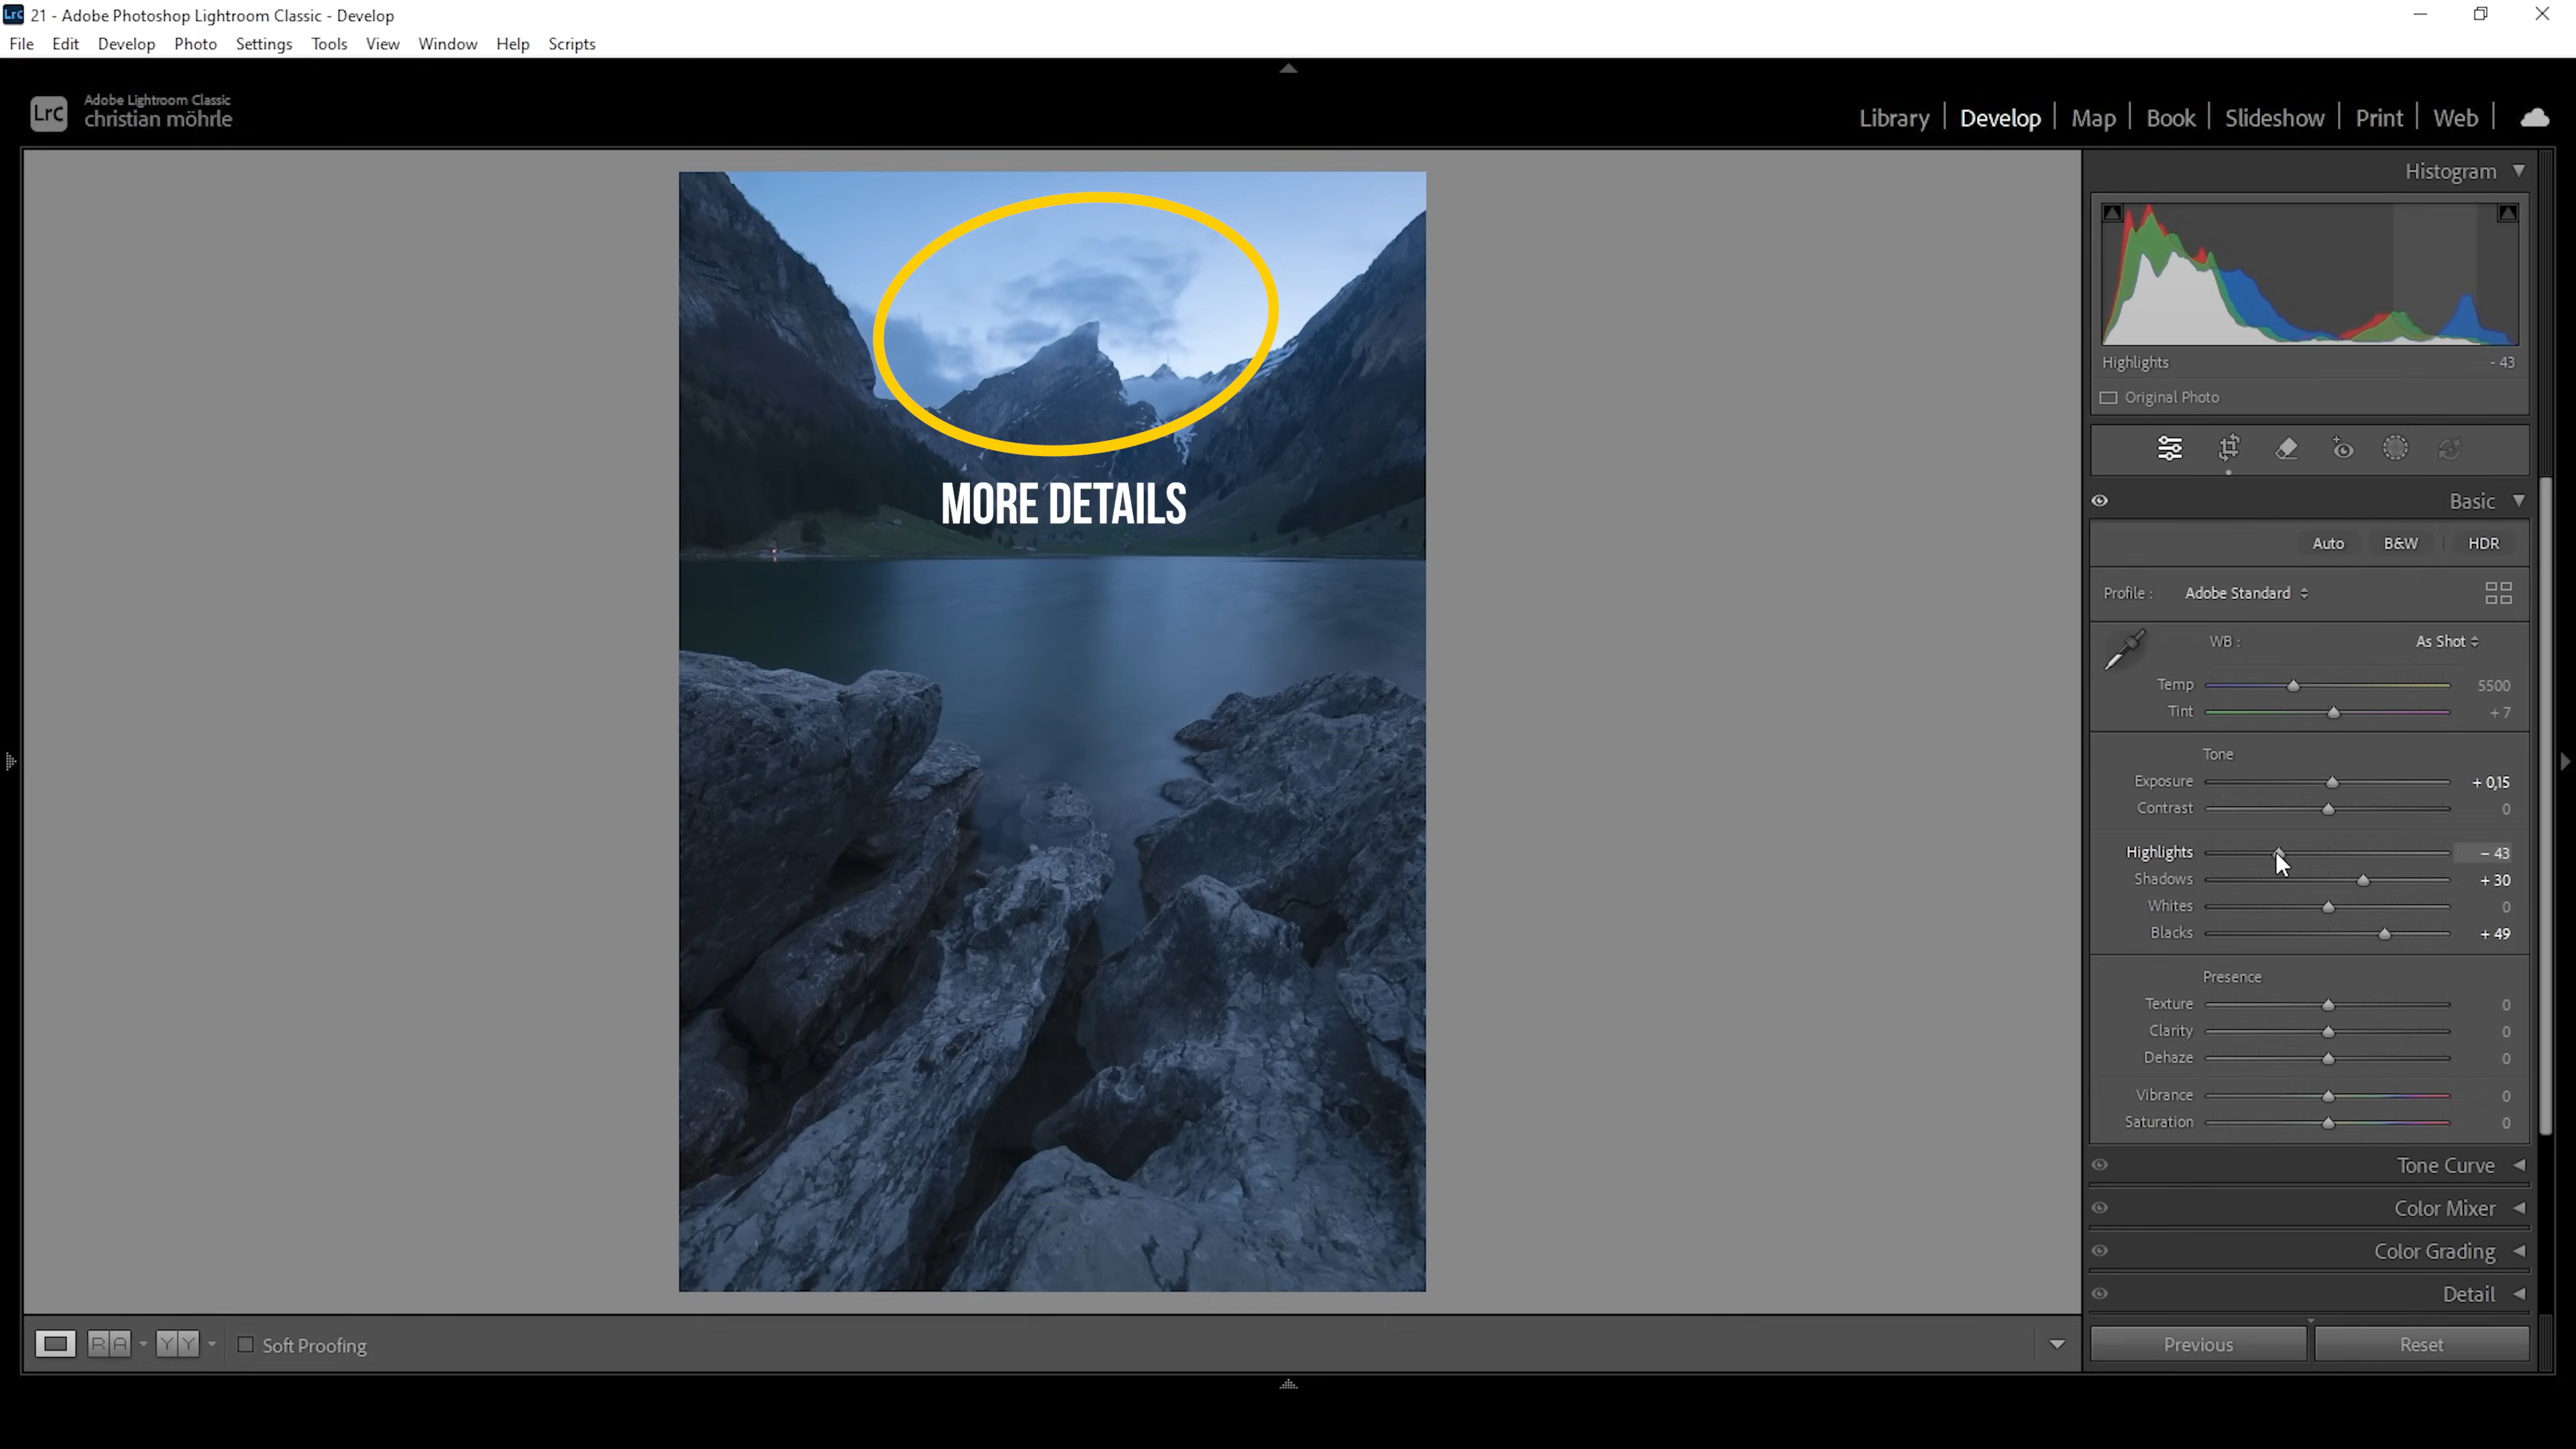 Lrc 21 - Adobe Photoshop Lightroom Classic - Develop
File Edit Develop Photo Settings Tools View Window Help Scripts
Lrc
Adobe Lightroom Classic
christian möhrle
Library | Develop | Map | Book | Slideshow | Print | Web |
Histogram
Highlights - 43
Original Photo
MORE DETAILS
Basic
Auto B&W HDR
Profile : Adobe Standard
WB : As Shot
Temp 5500
Tint + 7
Tone
Exposure + 0,15
Contrast 0
Highlights − 43
Shadows + 30
Whites 0
Blacks + 49
Presence
Texture 0
Clarity 0
Dehaze 0
Vibrance 0
Saturation 0
Tone Curve
Color Mixer
Color Grading
Detail
R A Y Y Soft Proofing
Previous Reset